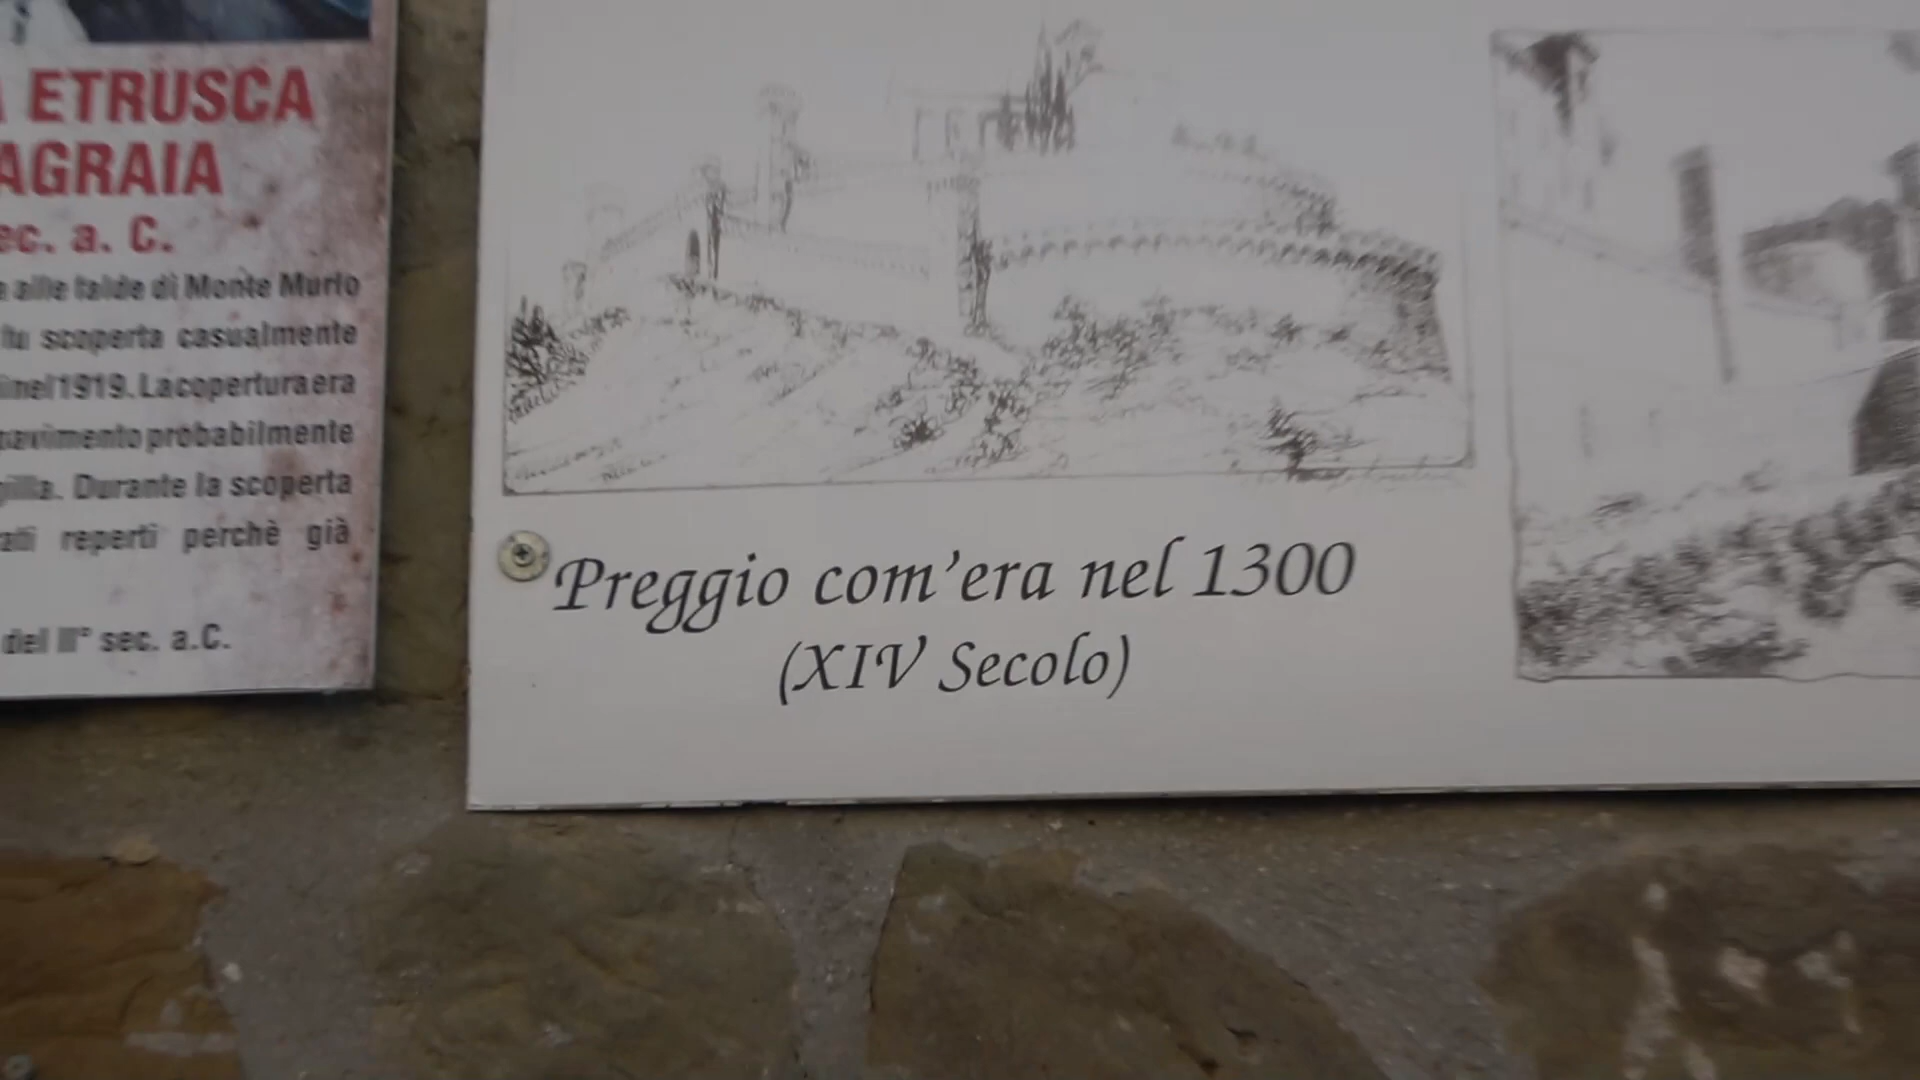 ETRUSCA
AGRAIA
ec. a. C.
alle falde di Monte Murlo
fu scoperta casualmente
nel 1919. La copertura era
pavimento probabilmente
Durante la scoperta
reperti perchè già
del II° sec. a.C.
Preggio com'era nel 1300
(XIV Secolo)